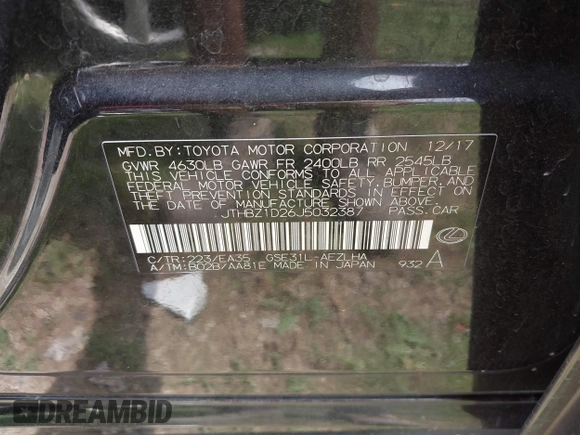 MFD. BY: TOYOTA MOTOR CORPORATION 12/17
GVWR 4630LB GAWR FR 2400LB RR 2545LB
THIS VEHICLE CONFORMS TO ALL APPLICABLE
FEDERAL MOTOR VEHICLE SAFETY, BUMPER, AND
THEFT PREVENTION STANDARDS IN EFFECT ON
THE DATE OF MANUFACTURE SHOWN ABOVE.
JTHBZ1D26J5032387 PASS. CAR
C/TR: 223/EA35 GSE31L-AEZLHA
A/TM: B02B/AA81E MADE IN JAPAN 932 A
DREAMBID